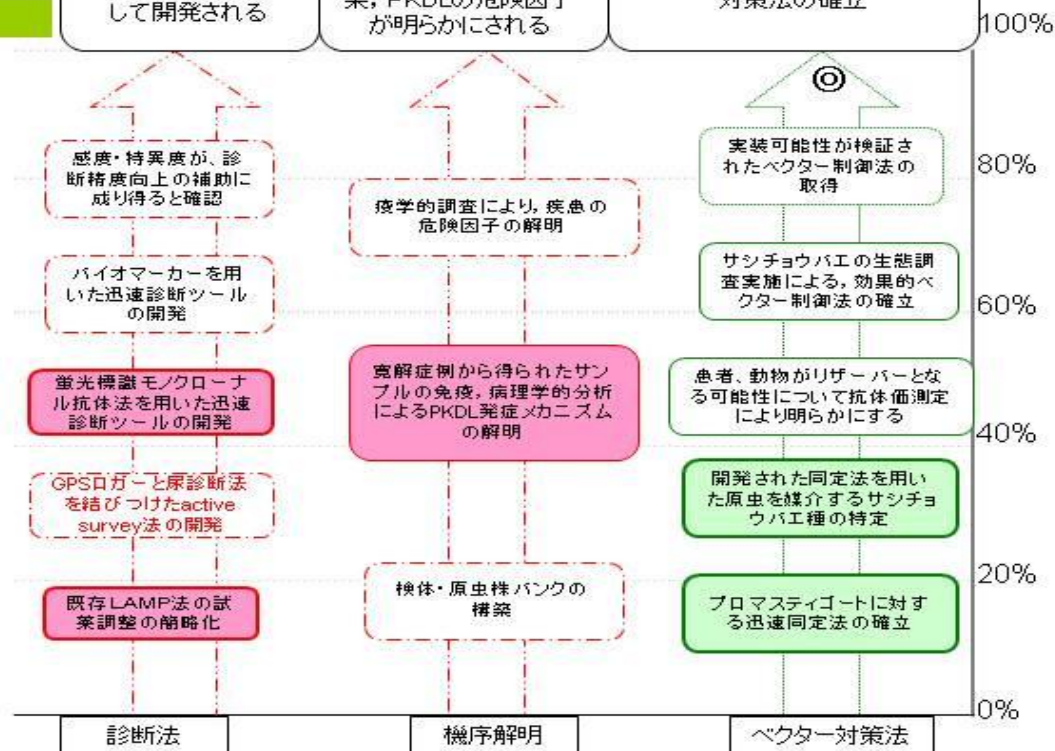 して開発される
が明らかにされる
100%
感度・特異度が、診
断精度向上の補助に
成り得ると確認
バイオマーカーを用
いた迅速診断ツール
の開発
蛍光標識モノクローナ
ル抗体法を用いた迅速
診断ツールの開発
GPSロガーと尿診断法
を結びつけたactive
survey法の開発
既存LAMP法の試
薬調整の簡略化
診断法
疫学的調査により，疾患の
危険因子の解明
寛解症例から得られたサン
プルの免疫，病理学的分析
によるPKDL発症メカニズム
の解明
検体・原虫株バンクの
構築
機序解明
◎
実装可能性が検証さ
れたベクター制御法の
取得
サシチョウバエの生態調
査実施による，効果的ベ
クター制御法の確立
患者、動物がリザーバーとな
る可能性について抗体価測定
により明らかにする
開発された同定法を用い
た原虫を媒介するサシチョ
ウバエ種の特定
プロマスティゴートに対す
る迅速同定法の確立
ベクター対策法
80%
60%
40%
20%
0%